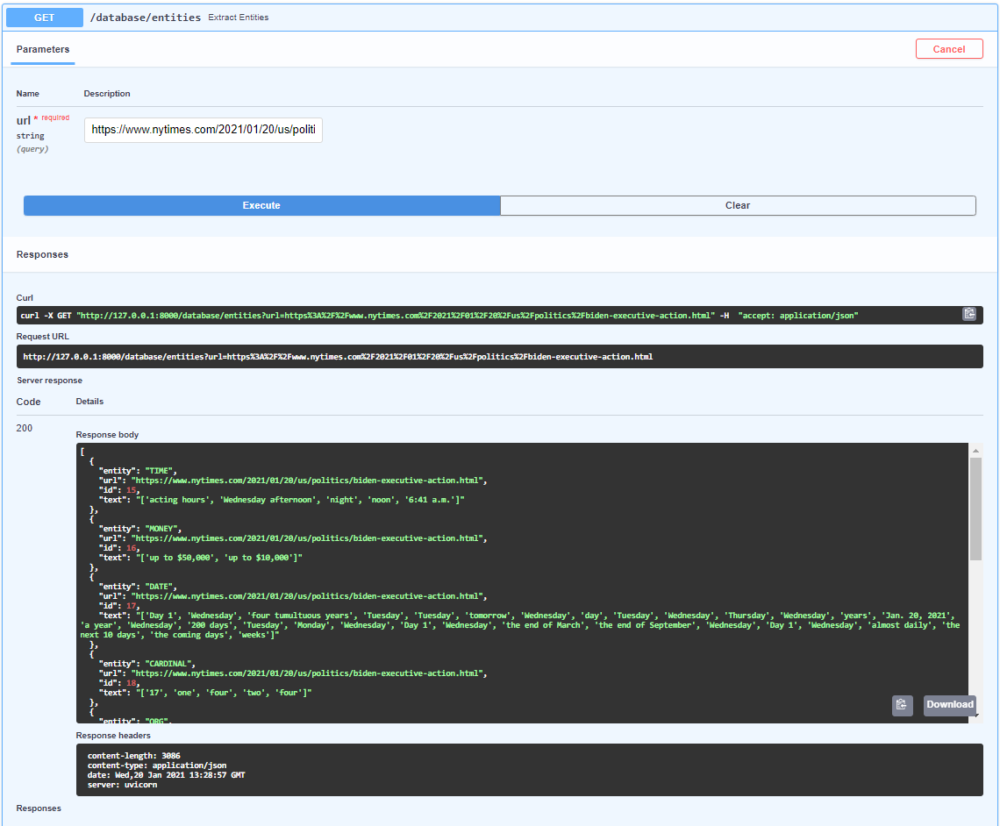 GET /database/entities Extract Entities
Parameters
Cancel
Name Description
url * required
string
(query)
https://www.nytimes.com/2021/01/20/us/politi
Execute Clear
Responses
Curl
curl -X GET "http://127.0.0.1:8000/database/entities?url=https%3A%2F%2Fwww.nytimes.com%2F2021%2F01%2F20%2Fus%2Fpolitics%2Fbiden-executive-action.html" -H  "accept: application/json"
Request URL
http://127.0.0.1:8000/database/entities?url=https%3A%2F%2Fwww.nytimes.com%2F2021%2F01%2F20%2Fus%2Fpolitics%2Fbiden-executive-action.html
Server response
Code Details
200
Response body
[
  {
    "entity": "TIME",
    "url": "https://www.nytimes.com/2021/01/20/us/politics/biden-executive-action.html",
    "id": 15,
    "text": "['acting hours', 'Wednesday afternoon', 'night', 'noon', '6:41 a.m.']"
  },
  {
    "entity": "MONEY",
    "url": "https://www.nytimes.com/2021/01/20/us/politics/biden-executive-action.html",
    "id": 16,
    "text": "['up to $50,000', 'up to $10,000']"
  },
  {
    "entity": "DATE",
    "url": "https://www.nytimes.com/2021/01/20/us/politics/biden-executive-action.html",
    "id": 17,
    "text": "['Day 1', 'Wednesday', 'four tumultuous years', 'Tuesday', 'Tuesday', 'tomorrow', 'Wednesday', 'day', 'Tuesday', 'Wednesday', 'Thursday', 'Wednesday', 'years', 'Jan. 20, 2021',
'a year', 'Wednesday', '200 days', 'Tuesday', 'Monday', 'Wednesday', 'Day 1', 'Wednesday', 'the end of March', 'the end of September', 'Wednesday', 'Day 1', 'Wednesday', 'almost daily', 'the
next 10 days', 'the coming days', 'weeks']"
  },
  {
    "entity": "CARDINAL",
    "url": "https://www.nytimes.com/2021/01/20/us/politics/biden-executive-action.html",
    "id": 18,
    "text": "['17', 'one', 'four', 'two', 'four']"
  },
  {
    "entity": "ORG",
Download
Response headers
content-length: 3086
content-type: application/json
date: Wed,20 Jan 2021 13:28:57 GMT
server: uvicorn
Responses